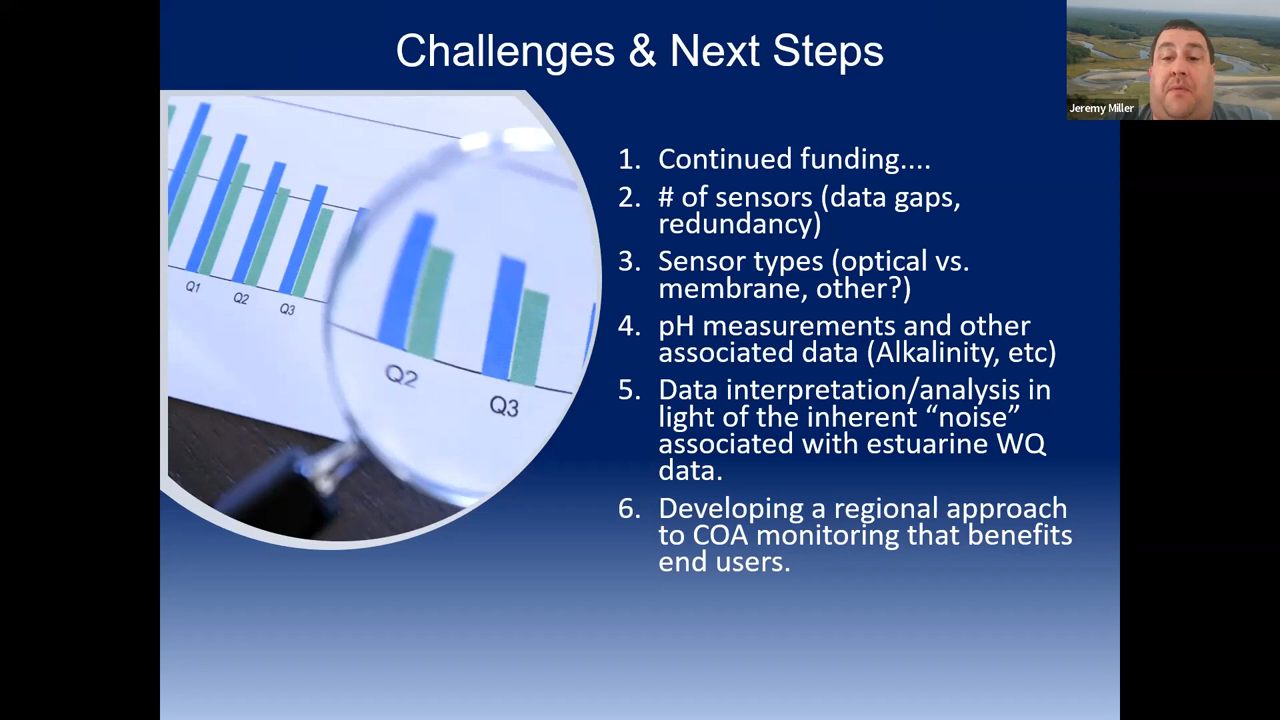 Challenges & Next Steps
Jeremy Miller
1. Continued funding....
2. # of sensors (data gaps,
redundancy)
3. Sensor types (optical vs.
membrane, other?)
4. pH measurements and other
associated data (Alkalinity, etc)
5. Data interpretation/analysis in
light of the inherent “noise”
associated with estuarine WQ
data.
6. Developing a regional approach
to COA monitoring that benefits
end users.
Q1
Q2
Q3
Q2
Q3